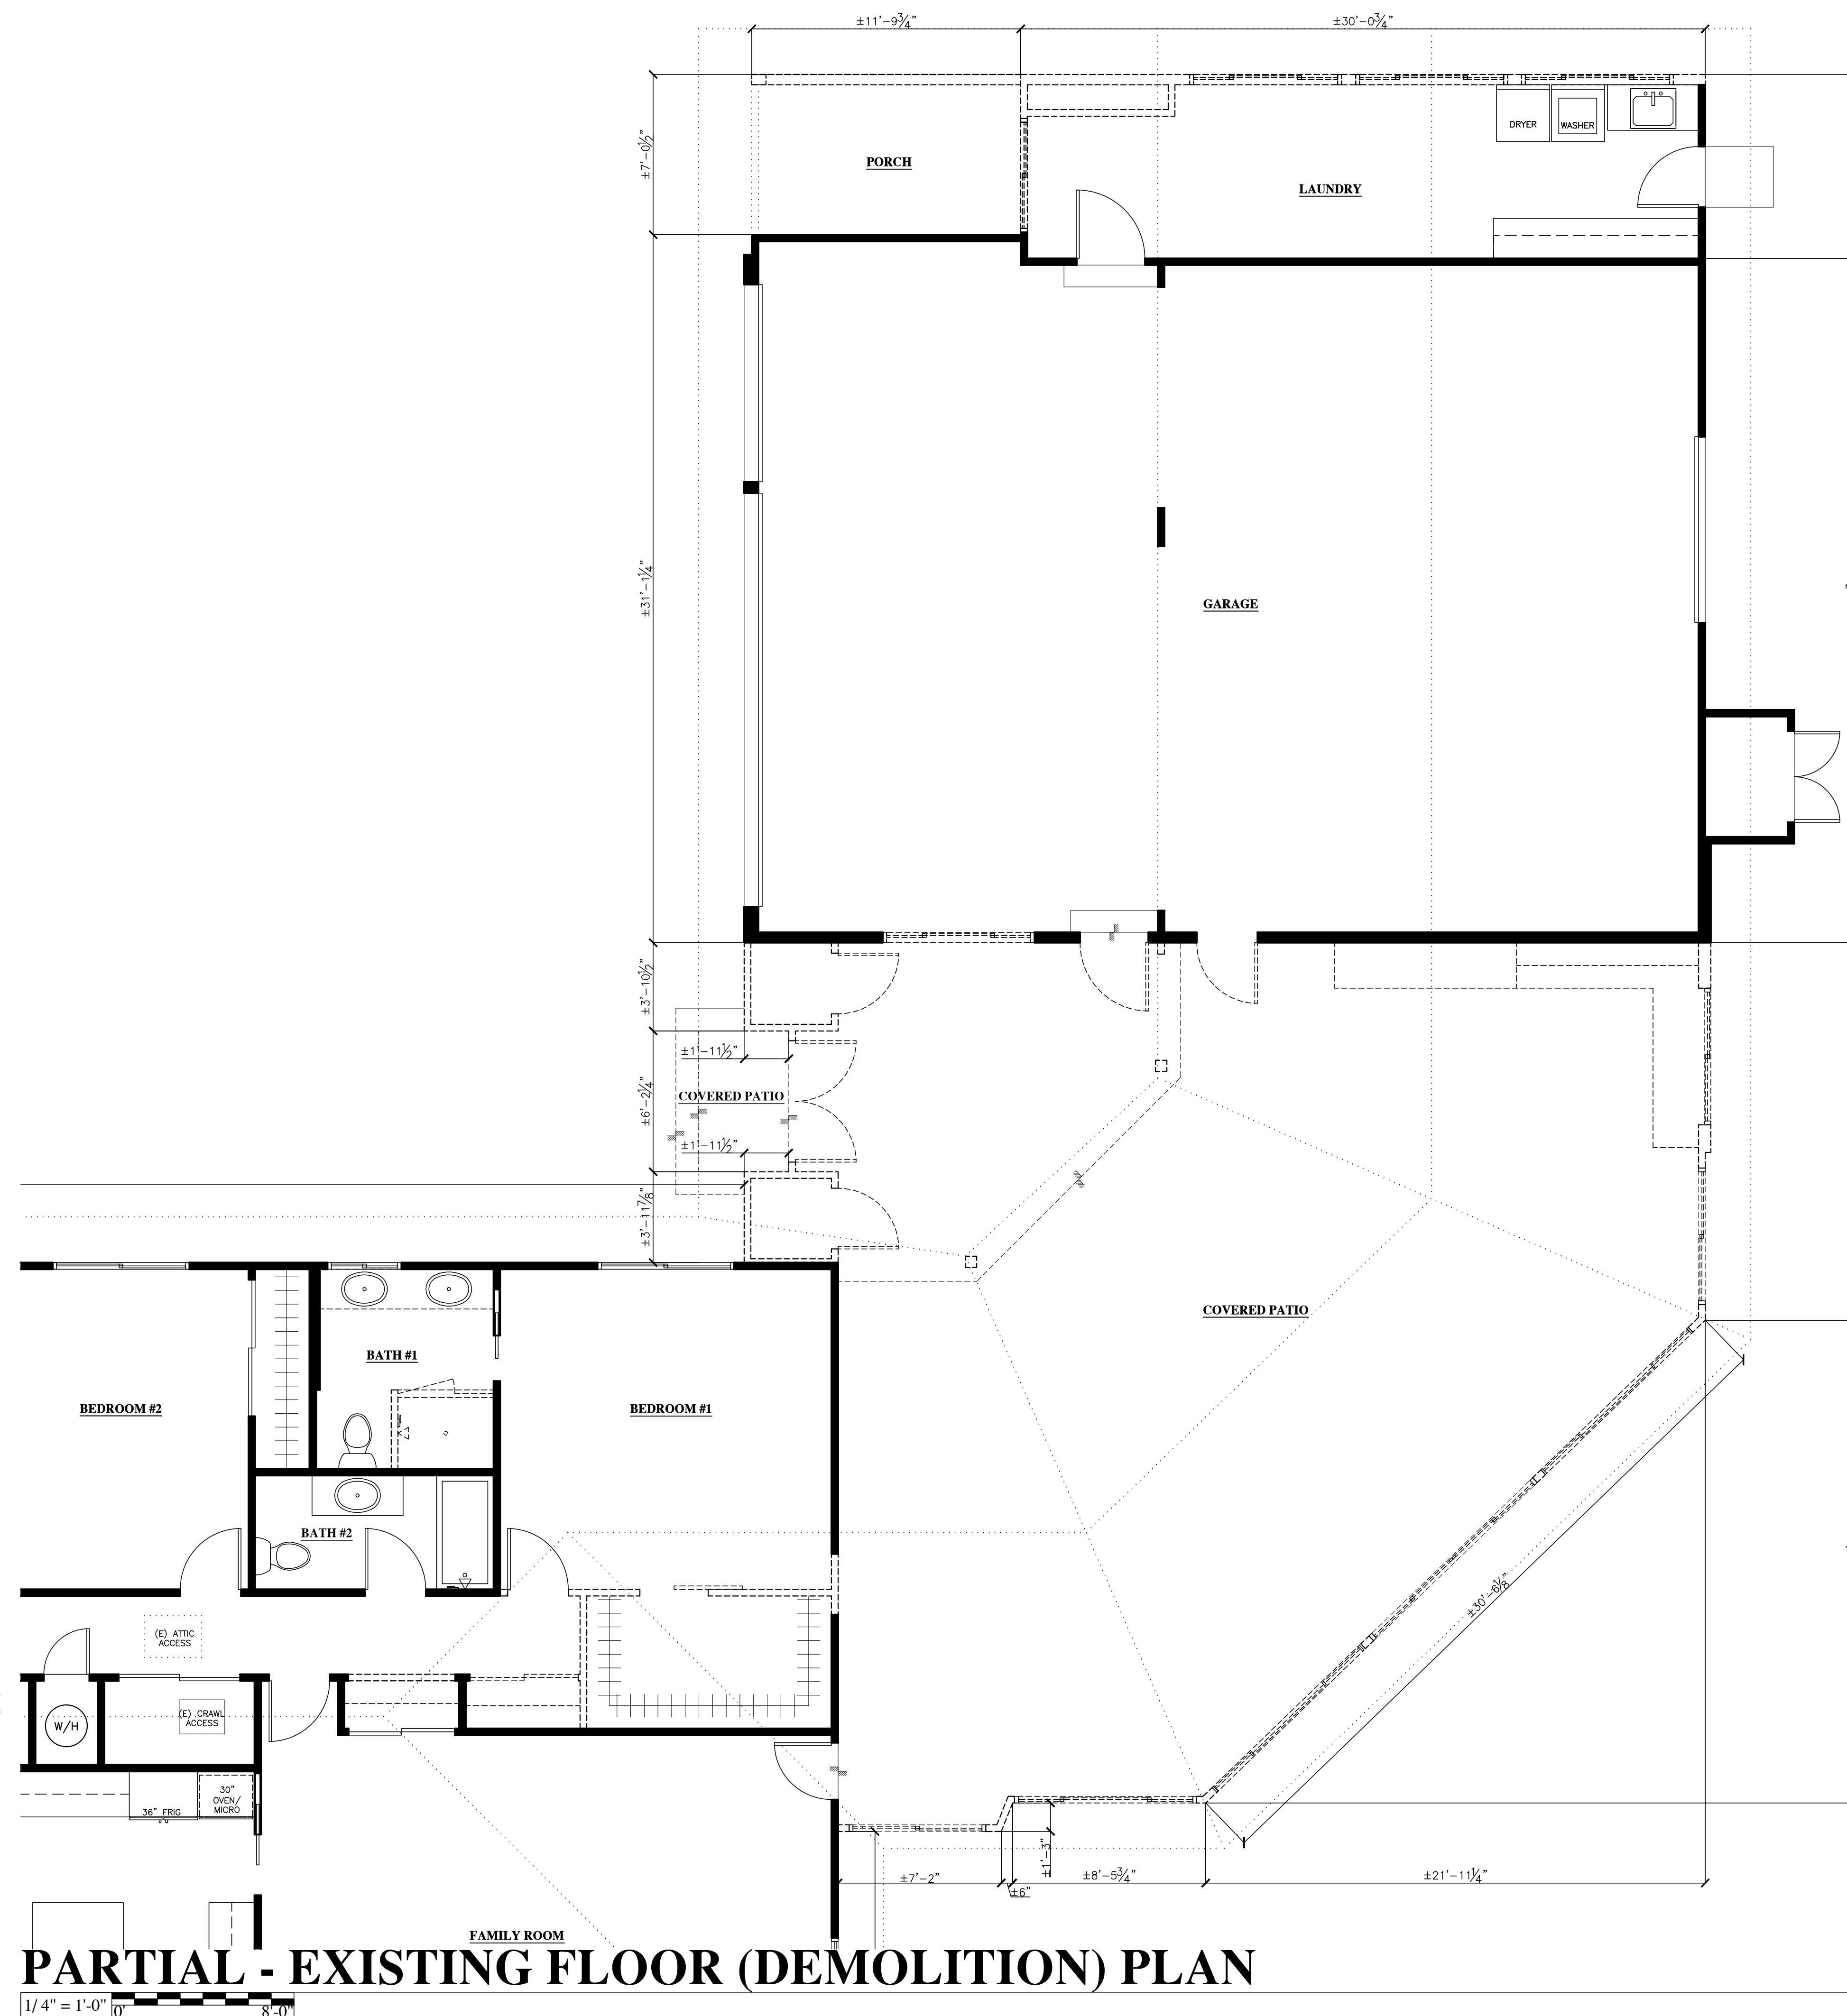 ±11'-9¾"
±30'-0¾"
±7'-0½"
DRYER
WASHER
PORCH
LAUNDRY
±31'-1¼"
GARAGE
±3'-10½"
±1'-11½"
COVERED PATIO
±6'-2¼"
±1'-11½"
±3'-11⅞"
COVERED PATIO
BATH #1
BEDROOM #2
BEDROOM #1
BATH #2
±30'-6⅛"
(E) ATTIC
ACCESS
(E) CRAWL
ACCESS
W/H
30"
OVEN/
MICRO
36" FRIG
±1'-3"
±7'-2"
±6"
±8'-5¾"
±21'-11¼"
FAMILY ROOM
PARTIAL - EXISTING FLOOR (DEMOLITION) PLAN
1/4" = 1'-0"
0'
8'-0"